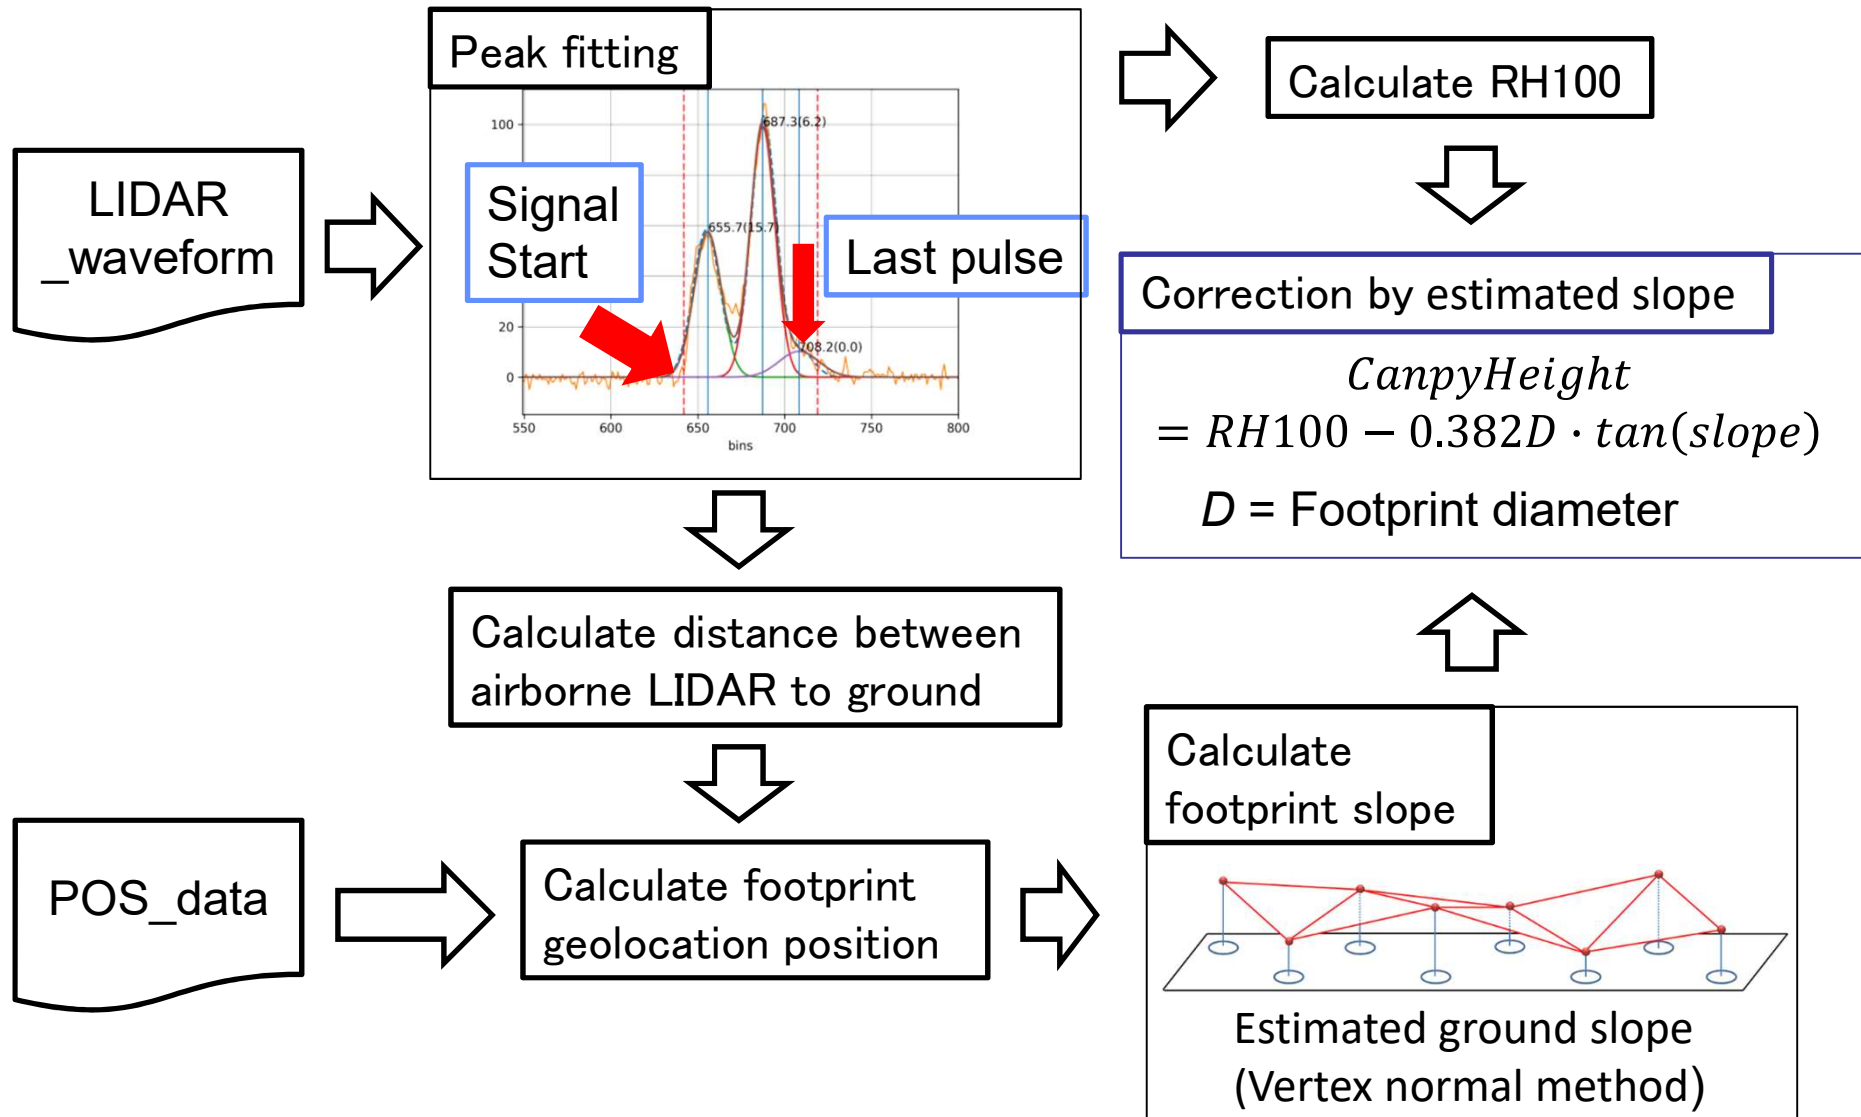 Peak fitting
100
20
0
687.3(6.2)
655.7(15.7)
708.2(0.0)
550
600
650
700
750
800
bins
Signal
Start
Last pulse
LIDAR
_waveform
Calculate RH100
Correction by estimated slope
CanpyHeight
= RH100 − 0.382D · tan(slope)
D = Footprint diameter
Calculate distance between
airborne LIDAR to ground
POS_data
Calculate footprint
geolocation position
Calculate
footprint slope
Estimated ground slope
(Vertex normal method)